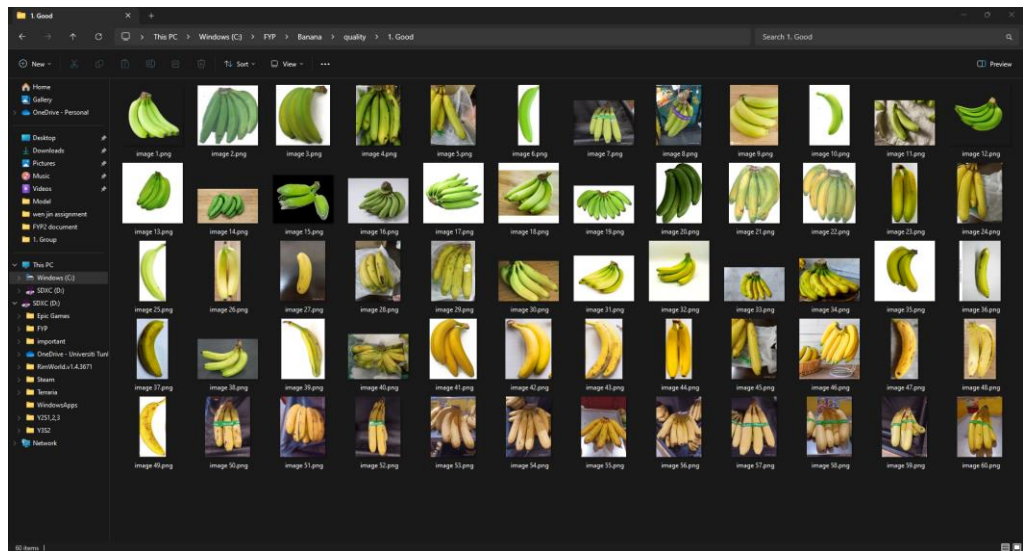 1. Good
This PC > Windows (C:) > FYP > Banana > quality > 1. Good
Search 1. Good
New
Sort
View
Preview
Home
Gallery
OneDrive - Personal
Desktop
Downloads
Pictures
Music
Videos
Model
wen jin assignment
FYP2 document
1. Group
This PC
Windows (C:)
SDXC (D:)
SDXC (D:)
Epic Games
FYP
important
OneDrive - Universiti Tun
RimWorld.v1.4.3671
Steam
Terraria
WindowsApps
Y2S1,2,3
Y3S2
Network
image 1.png
image 2.png
image 3.png
image 4.png
image 5.png
image 6.png
image 7.png
image 8.png
image 9.png
image 10.png
image 11.png
image 12.png
image 13.png
image 14.png
image 15.png
image 16.png
image 17.png
image 18.png
image 19.png
image 20.png
image 21.png
image 22.png
image 23.png
image 24.png
image 25.png
image 26.png
image 27.png
image 28.png
image 29.png
image 30.png
image 31.png
image 32.png
image 33.png
image 34.png
image 35.png
image 36.png
image 37.png
image 38.png
image 39.png
image 40.png
image 41.png
image 42.png
image 43.png
image 44.png
image 45.png
image 46.png
image 47.png
image 48.png
image 49.png
image 50.png
image 51.png
image 52.png
image 53.png
image 54.png
image 55.png
image 56.png
image 57.png
image 58.png
image 59.png
image 60.png
60 items